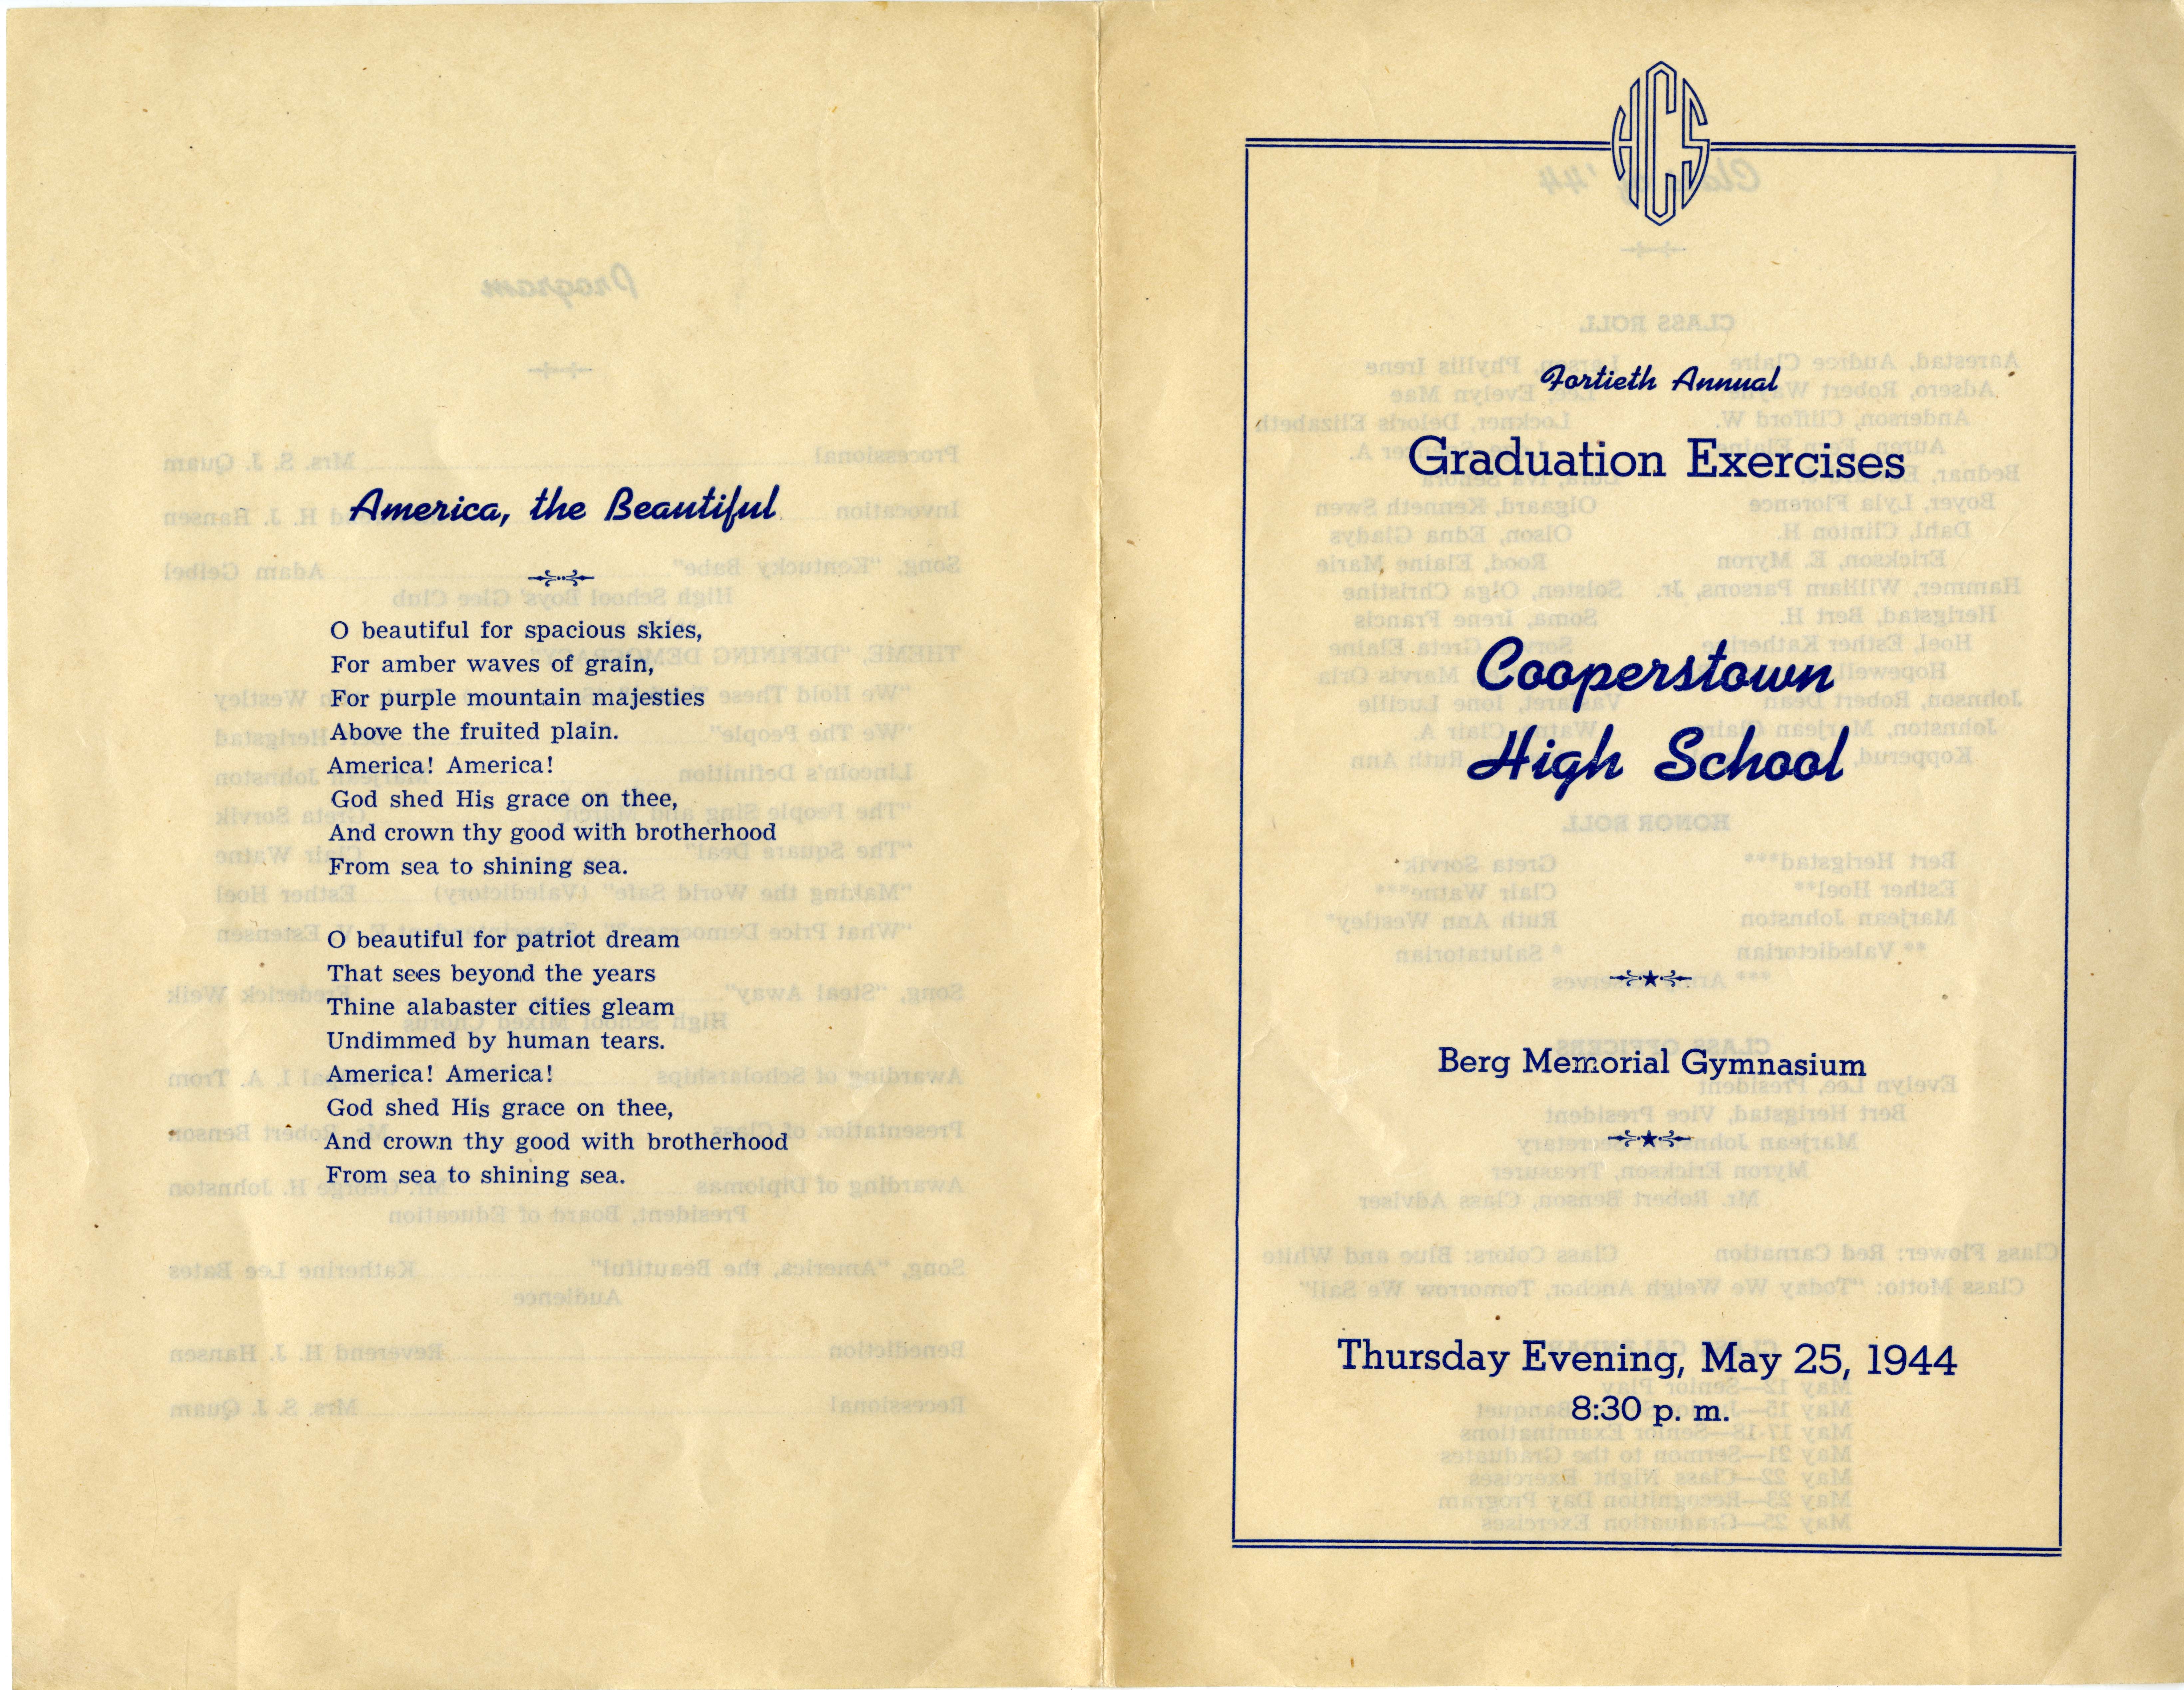 America, the Beautiful
O beautiful for spacious skies,
For amber waves of grain,
For purple mountain majesties
Above the fruited plain.
America! America!
God shed His grace on thee,
And crown thy good with brotherhood
From sea to shining sea.
O beautiful for patriot dream
That sees beyond the years
Thine alabaster cities gleam
Undimmed by human tears.
America! America!
God shed His grace on thee,
And crown thy good with brotherhood
From sea to shining sea.
HCS
Fortieth Annual
Graduation Exercises
Cooperstown
High School
Berg Memorial Gymnasium
Thursday Evening, May 25, 1944
8:30 p. m.